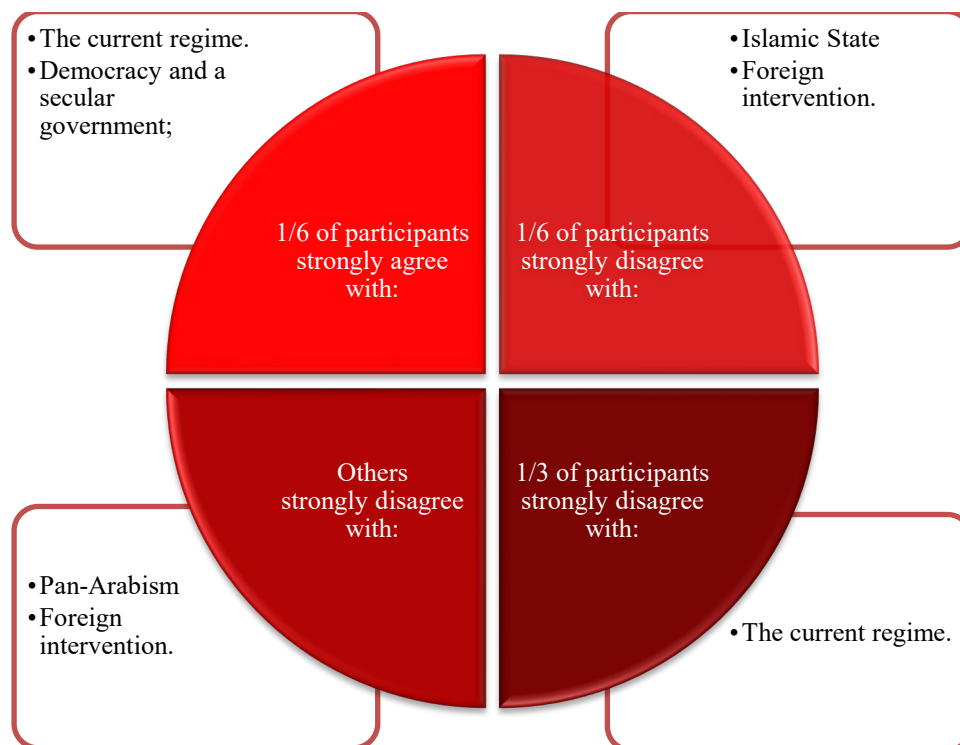 •The current regime.
•Democracy and a
secular
government;
•Islamic State
•Foreign
intervention.
1/6 of participants
strongly agree
with:
1/6 of participants
strongly disagree
with:
Others
strongly disagree
with:
1/3 of participants
strongly disagree
with:
•Pan-Arabism
•Foreign
intervention.
•The current regime.